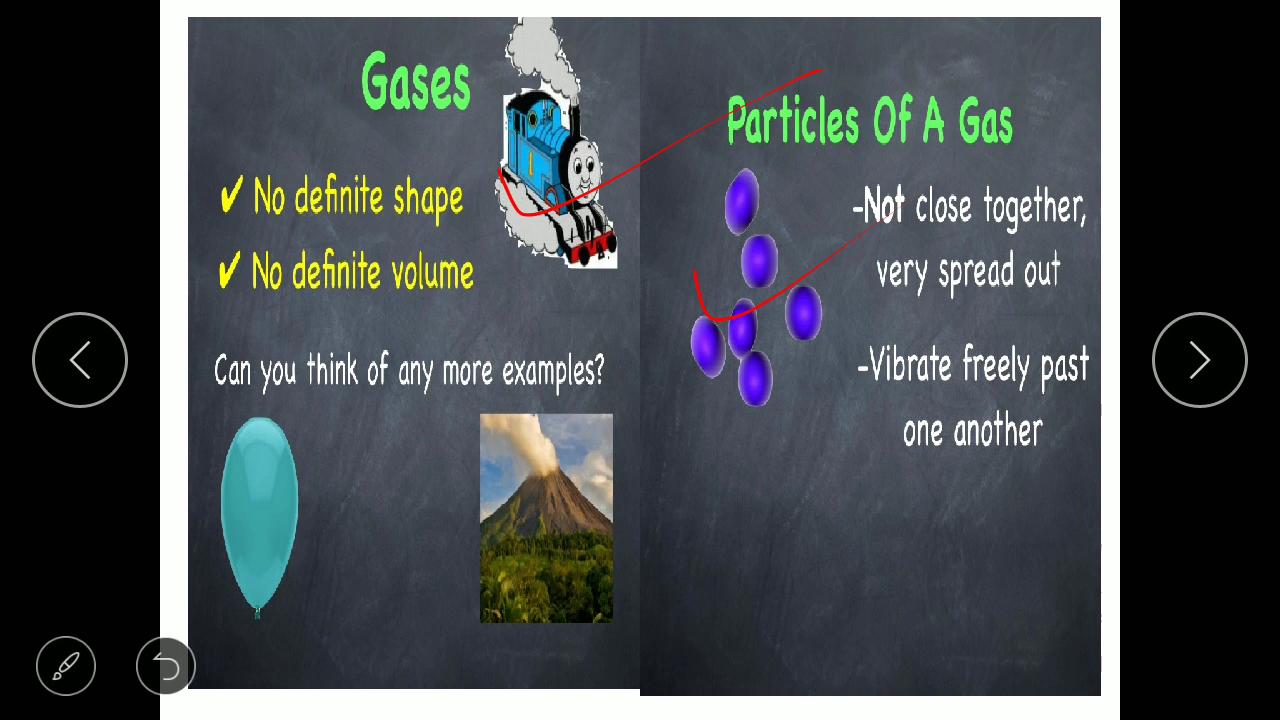 Gases
✔ No definite shape
✔ No definite volume
Can you think of any more examples?
1
Particles Of A Gas
-Not close together,
very spread out
-Vibrate freely past
one another